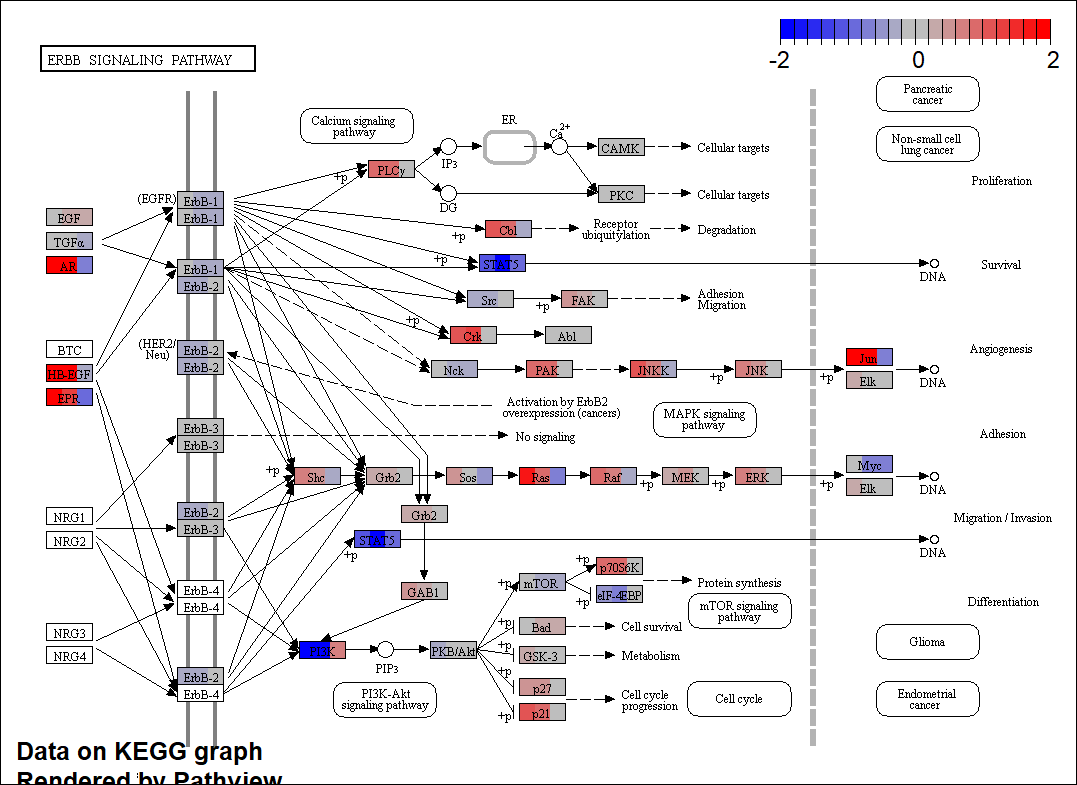 -2 0 2
ERBB SIGNALING PATHWAY
Pancreatic
cancer
Calcium signaling
pathway
ER
Ca2+
Non-small cell
lung cancer
IP3
CAMK
Cellular targets
+p
PLCγ
Proliferation
DG
PKC
Cellular targets
(EGFR)
ErbB-1
ErbB-1
EGF
TGFα
AR
+p
Cbl
Receptor
ubiquitylation
Degradation
ErbB-1
ErbB-2
+p
STAT5
DNA
Survival
Src
+p
FAK
Adhesion
Migration
+p
Crk
Abl
(HER2/
Neu)
ErbB-2
ErbB-2
BTC
HB-EGF
EPR
Nck
PAK
JNKK
+p
JNK
+p
Jun
Elk
DNA
Angiogenesis
Activation by ErbB2
overexpression (cancers)
MAPK signaling
pathway
ErbB-3
ErbB-3
No signaling
Adhesion
+p
Shc
Grb2
Sos
Ras
Raf
+p
MEK
+p
ERK
+p
Myc
Elk
DNA
NRG1
NRG2
ErbB-2
ErbB-3
Grb2
Migration / Invasion
+p
STAT5
DNA
ErbB-4
ErbB-4
GAB1
+p
mTOR
+p
p70S6K
+p
eIF-4EBP
Protein synthesis
mTOR signaling
pathway
Differentiation
NRG3
NRG4
+p
Bad
Cell survival
Glioma
PI3K
PIP3
PKB/Akt
+p
GSK-3
Metabolism
ErbB-2
ErbB-4
PI3K-Akt
signaling pathway
+p
p27
+p
p21
Cell cycle
progression
Cell cycle
Endometrial
cancer
Data on KEGG graph
Rendered by Pathview